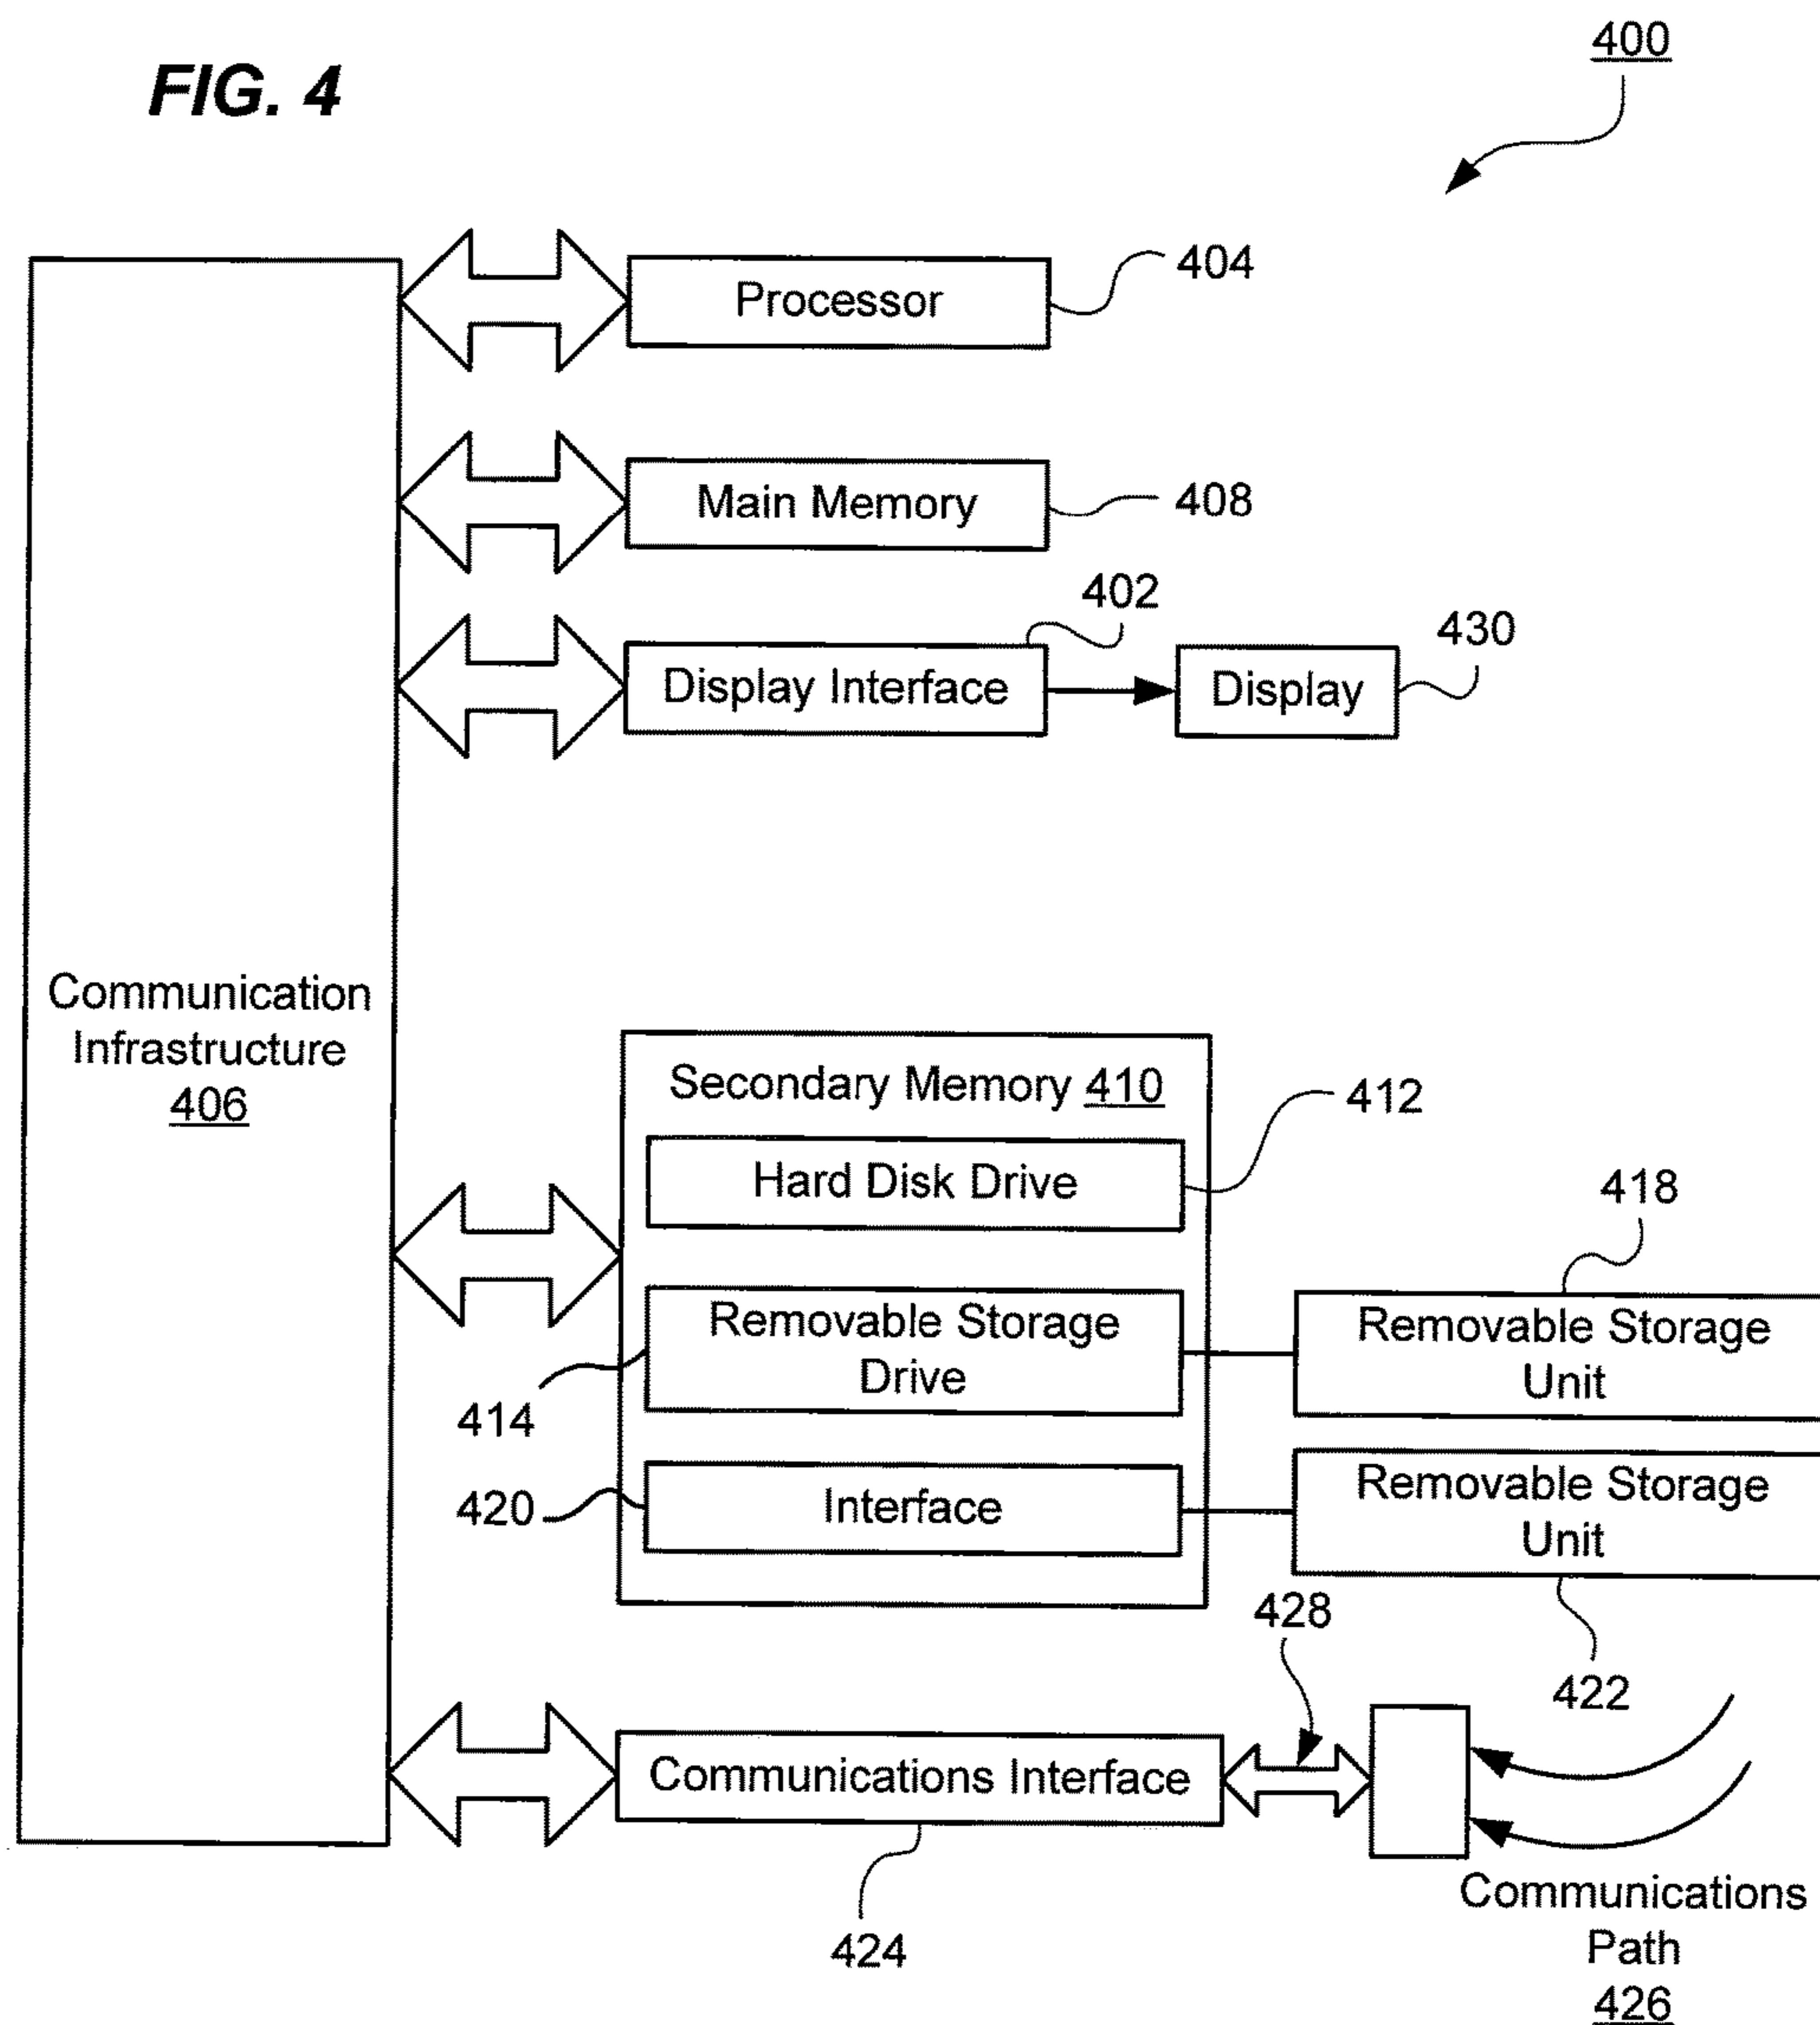 FIG. 4
400
Processor
404
Main Memory
408
402
Display Interface
Display
430
Communication
Infrastructure
406
Secondary Memory 410
412
Hard Disk Drive
418
Removable Storage
Drive
Removable Storage
Unit
414
420
Interface
Removable Storage
Unit
428
422
Communications Interface
424
Communications
Path
426